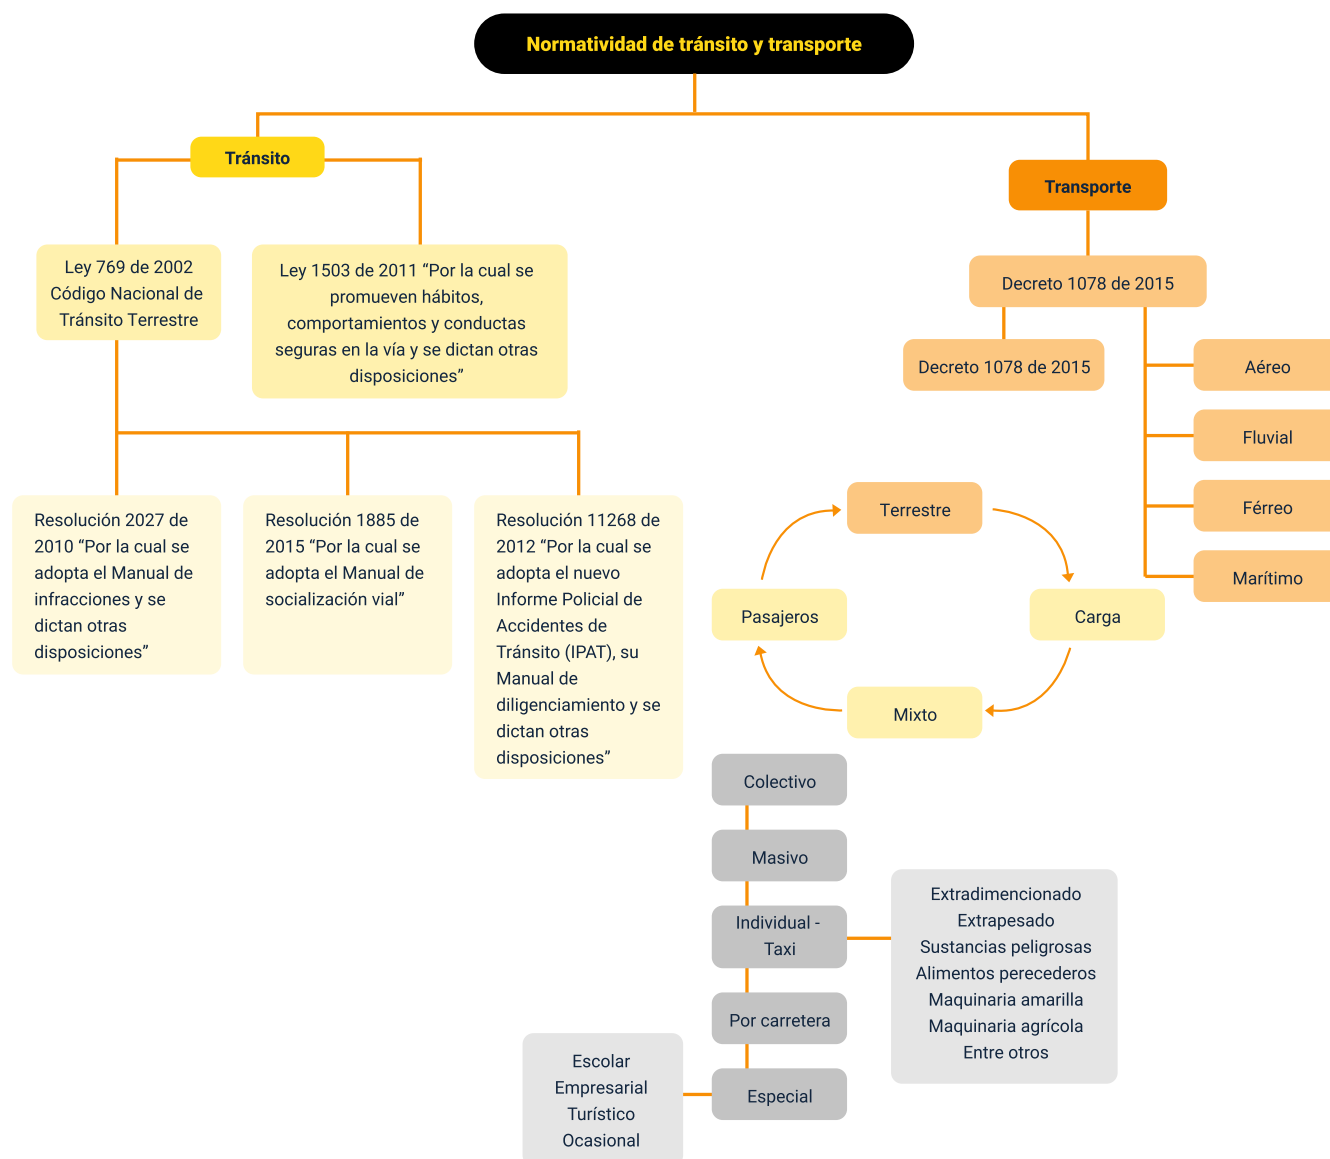 Normatividad de tránsito y transporte
Tránsito
Transporte
Ley 769 de 2002
Código Nacional de
Tránsito Terrestre
Ley 1503 de 2011 “Por la cual se
promueven hábitos,
comportamientos y conductas
seguras en la vía y se dictan otras
disposiciones”
Decreto 1078 de 2015
Decreto 1078 de 2015
Aéreo
Fluvial
Férreo
Marítimo
Resolución 2027 de
2010 “Por la cual se
adopta el Manual de
infracciones y se
dictan otras
disposiciones”
Resolución 1885 de
2015 “Por la cual se
adopta el Manual de
socialización vial”
Resolución 11268 de
2012 “Por la cual se
adopta el nuevo
Informe Policial de
Accidentes de
Tránsito (IPAT), su
Manual de
diligenciamiento y se
dictan otras
disposiciones”
Terrestre
Pasajeros
Carga
Mixto
Colectivo
Masivo
Individual -
Taxi
Por carretera
Especial
Extradimencionado
Extrapesado
Sustancias peligrosas
Alimentos perecederos
Maquinaria amarilla
Maquinaria agrícola
Entre otros
Escolar
Empresarial
Turístico
Ocasional